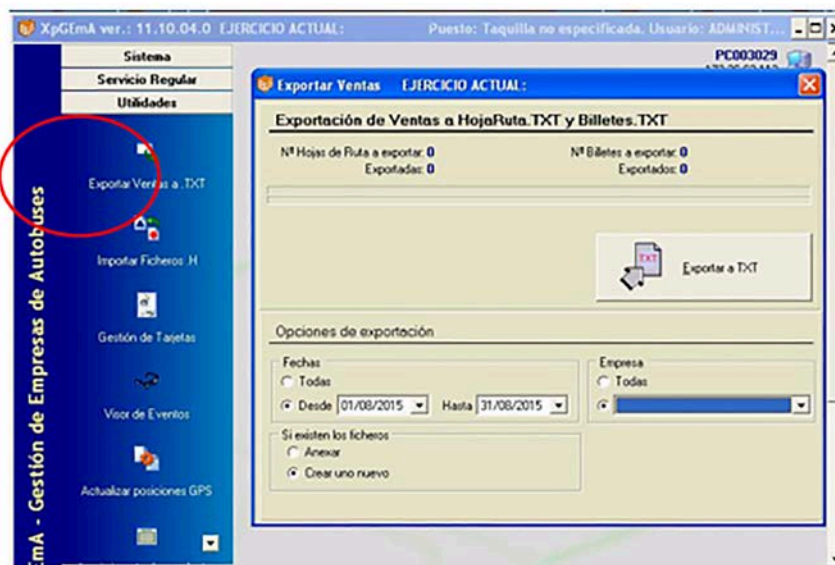 XpGEmA ver.: 11.10.04.0 EJERCICIO ACTUAL: Puesto: Taquilla no especificada. Usuario: ADMINIST...
Sistema
Servicio Regular
Utilidades
PC003029
Exportar Ventas a .TXT
Importar Ficheros .H
Gestión de Tarjetas
Visor de Eventos
Actualizar posiciones GPS
EmA - Gestión de Empresas de Autobuses
Exportar Ventas EJERCICIO ACTUAL:
Exportación de Ventas a HojaRuta.TXT y Billetes.TXT
Nº Hojas de Ruta a exportar: 0 Nº Billetes a exportar: 0
Exportadas: 0 Exportados: 0
TXT
Exportar a TXT
Opciones de exportación
Fechas
Todas
Desde 01/08/2015 Hasta 31/08/2015
Empresa
Todas
Si existen los ficheros
Anexar
Crear uno nuevo